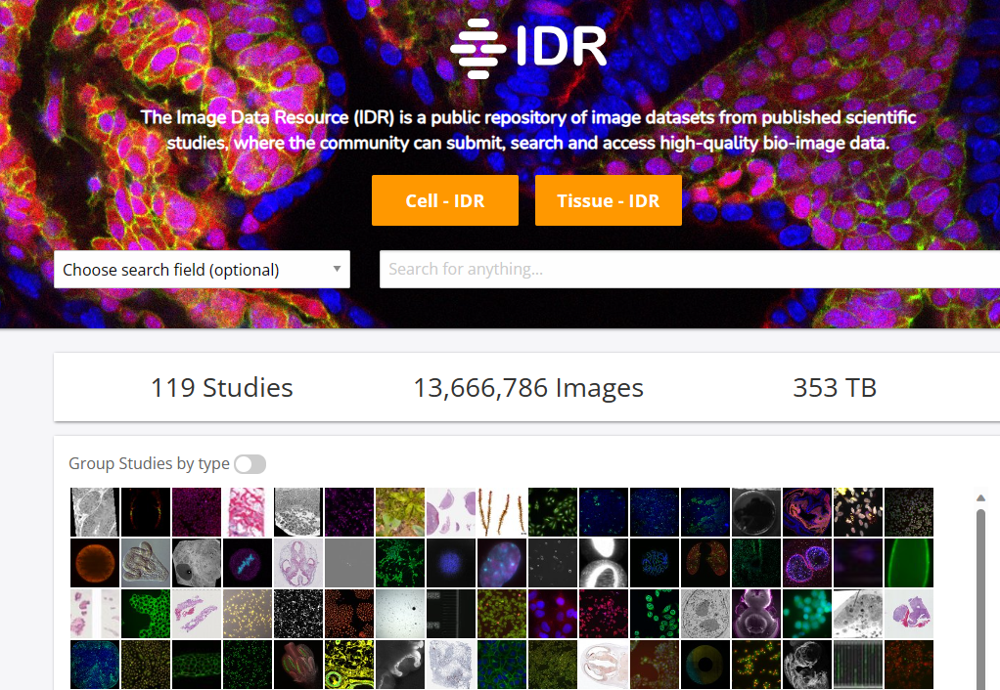 IDR
The Image Data Resource (IDR) is a public repository of image datasets from published scientific
studies, where the community can submit, search and access high-quality bio-image data.
Cell - IDR
Tissue - IDR
Choose search field (optional)
Search for anything...
119 Studies
13,666,786 Images
353 TB
Group Studies by type